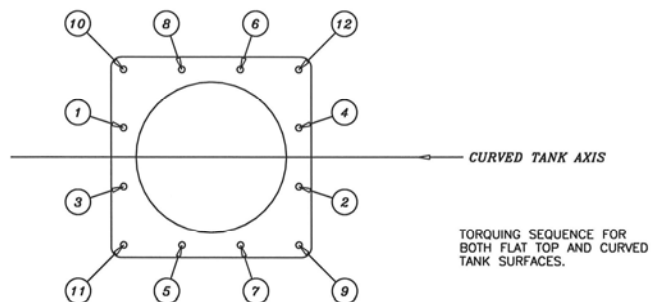 10 8 6 12
1 4
CURVED TANK AXIS
3 2
TORQUING SEQUENCE FOR
BOTH FLAT TOP AND CURVED
TANK SURFACES.
11 5 7 9